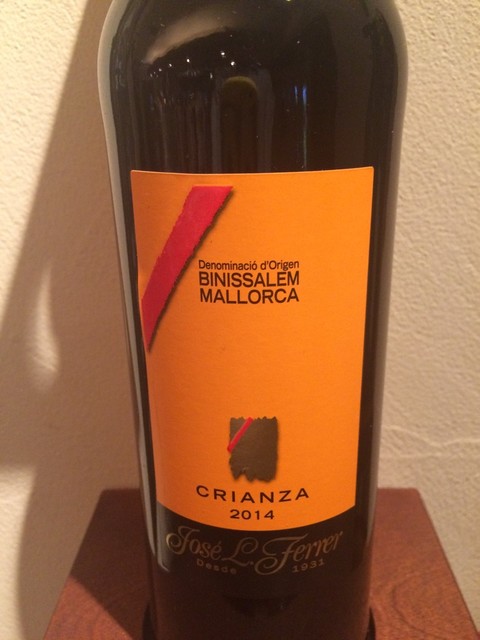 Denominació d'Origen
BINISSALEM
MALLORCA
CRIANZA
2014
José L. Ferrer
Desde 1931